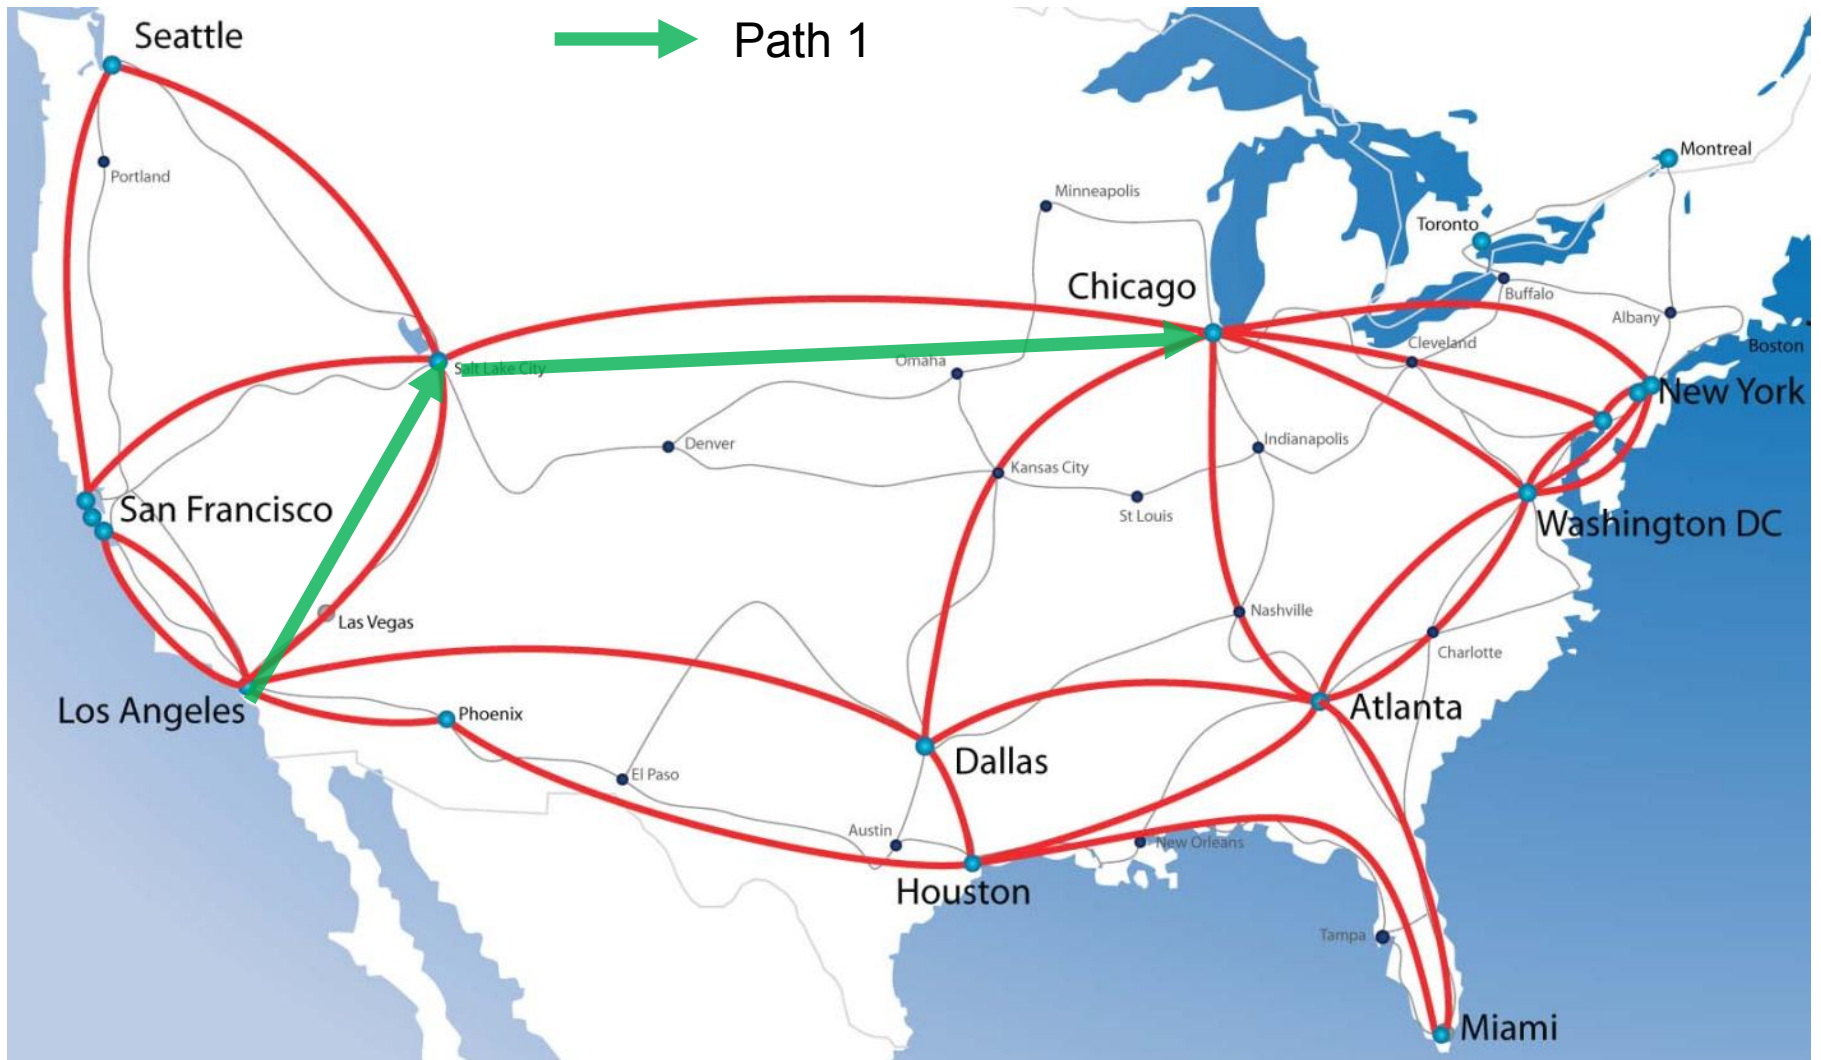 Seattle
Path 1
Montreal
Portland
Minneapolis
Toronto
Chicago
Buffalo
Albany
Cleveland
Boston
Omaha
Salt Lake City
New York
Denver
Indianapolis
Kansas City
San Francisco
St Louis
Washington DC
Nashville
Las Vegas
Charlotte
Los Angeles
Phoenix
Atlanta
Dallas
El Paso
Austin
New Orleans
Houston
Tampa
Miami